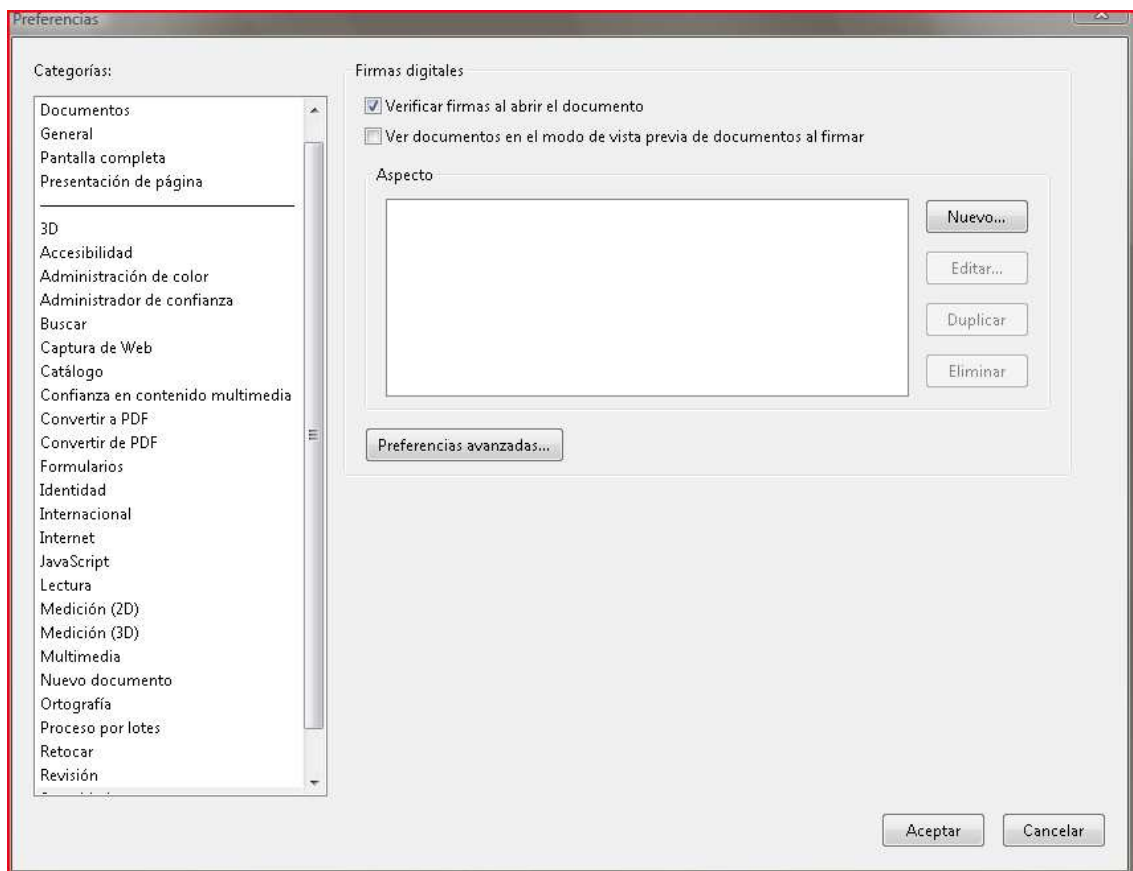 Preferencias
Categorías:
Documentos
General
Pantalla completa
Presentación de página
3D
Accesibilidad
Administración de color
Administrador de confianza
Buscar
Captura de Web
Catálogo
Confianza en contenido multimedia
Convertir a PDF
Convertir de PDF
Formularios
Identidad
Internacional
Internet
JavaScript
Lectura
Medición (2D)
Medición (3D)
Multimedia
Nuevo documento
Ortografía
Proceso por lotes
Retocar
Revisión
Firmas digitales
Verificar firmas al abrir el documento
Ver documentos en el modo de vista previa de documentos al firmar
Aspecto
Nuevo...
Editar...
Duplicar
Eliminar
Preferencias avanzadas...
Aceptar
Cancelar